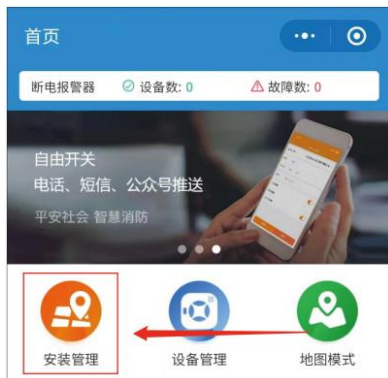 首页
断电报警器 设备数: 0 故障数: 0
自由开关
电话、短信、公众号推送
平安社会 智慧消防
安装管理 设备管理 地图模式